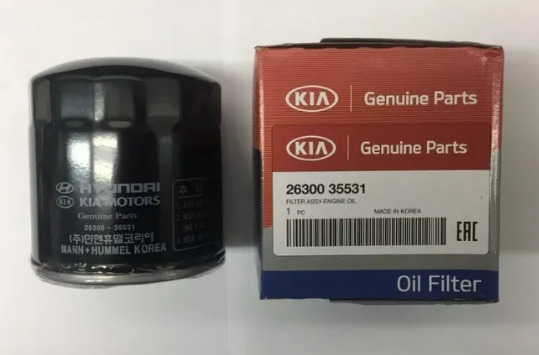 HYUNDAI
KIA MOTORS
Genuine Parts
26300 - 35531
(주)만앤휴멜코리아
MANN+HUMMEL KOREA
주
KIA Genuine Parts
KIA Genuine Parts
26300 35531
FILTER ASSY-ENGINE OIL
1 PC MADE IN KOREA
EAC
Oil Filter